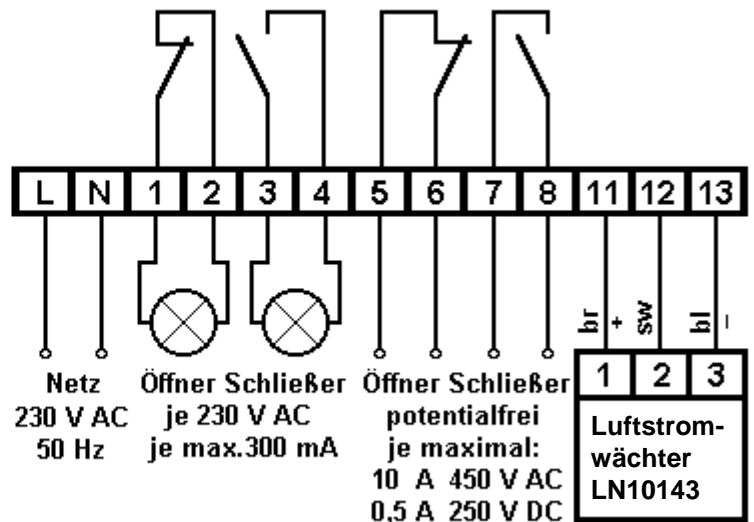 L N 1 2 3 4 5 6 7 8 11 12 13
br + sw bl –
Netz
230 V AC
50 Hz
Öffner Schließer
je 230 V AC
je max.300 mA
Öffner Schließer
potentialfrei
je maximal:
10 A 450 V AC
0,5 A 250 V DC
1 2 3
Luftstrom-
wächter
LN10143